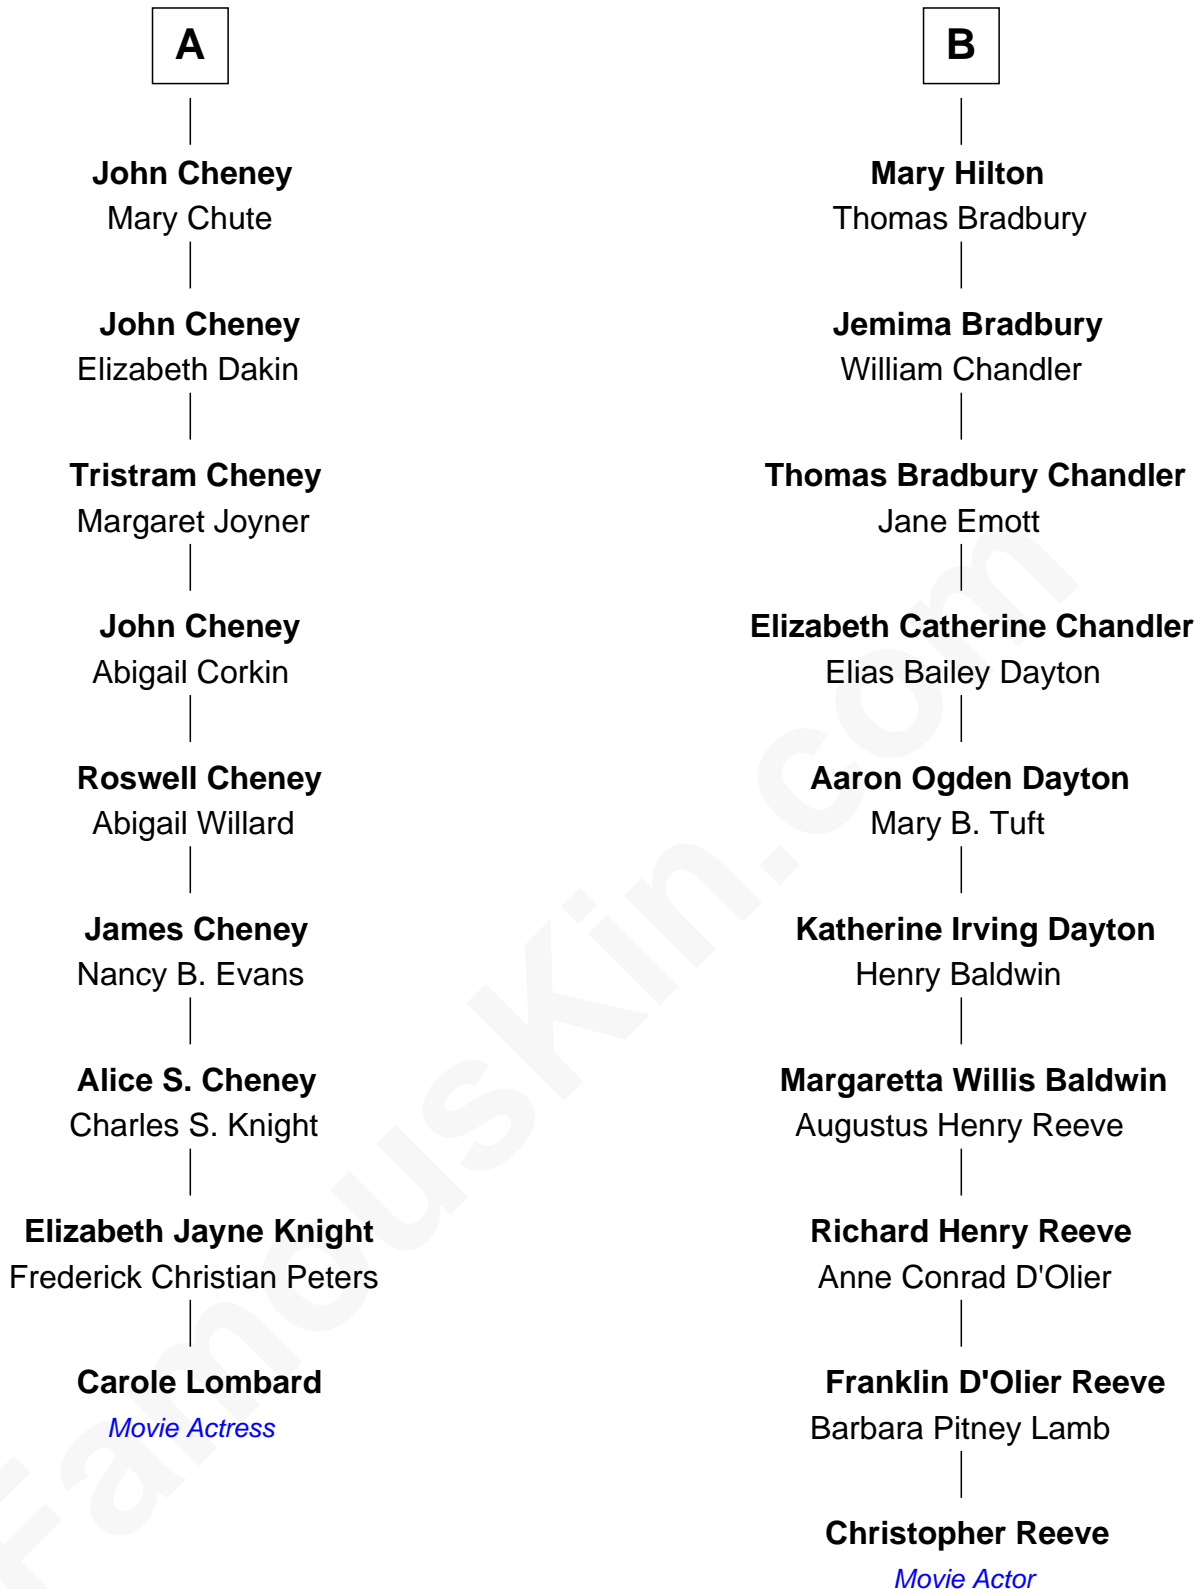 A
John Cheney
Mary Chute
John Cheney
Elizabeth Dakin
Tristram Cheney
Margaret Joyner
John Cheney
Abigail Corkin
Roswell Cheney
Abigail Willard
James Cheney
Nancy B. Evans
Alice S. Cheney
Charles S. Knight
Elizabeth Jayne Knight
Frederick Christian Peters
Carole Lombard
Movie Actress
B
Mary Hilton
Thomas Bradbury
Jemima Bradbury
William Chandler
Thomas Bradbury Chandler
Jane Emott
Elizabeth Catherine Chandler
Elias Bailey Dayton
Aaron Ogden Dayton
Mary B. Tuft
Katherine Irving Dayton
Henry Baldwin
Margaretta Willis Baldwin
Augustus Henry Reeve
Richard Henry Reeve
Anne Conrad D'Olier
Franklin D'Olier Reeve
Barbara Pitney Lamb
Christopher Reeve
Movie Actor
FamousKin.com